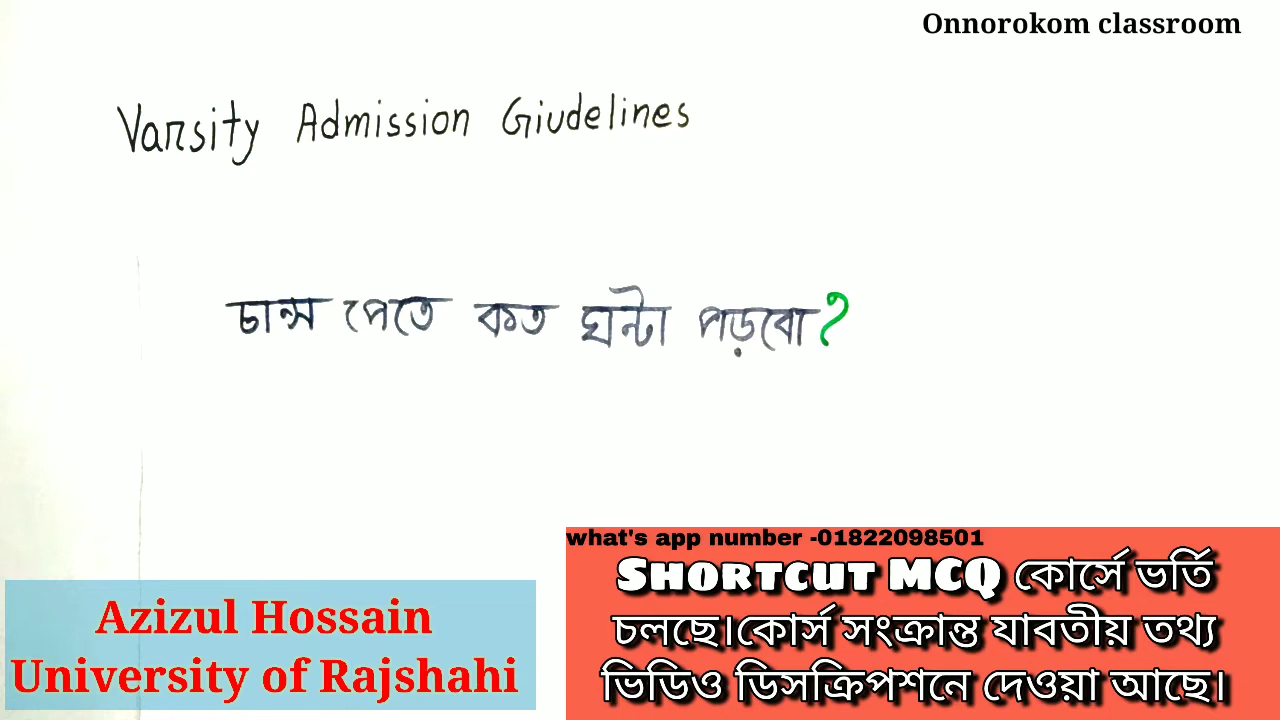 Onnorokom classroom
Varsity Admission Giudelines
চান্স পেতে কত ঘন্টা পড়বো?
what's app number -01822098501
SHORTCUT MCQ কোর্সে ভর্তি
চলছে।কোর্স সংক্রান্ত যাবতীয় তথ্য
ভিডিও ডিসক্রিপশনে দেওয়া আছে।
Azizul Hossain
University of Rajshahi